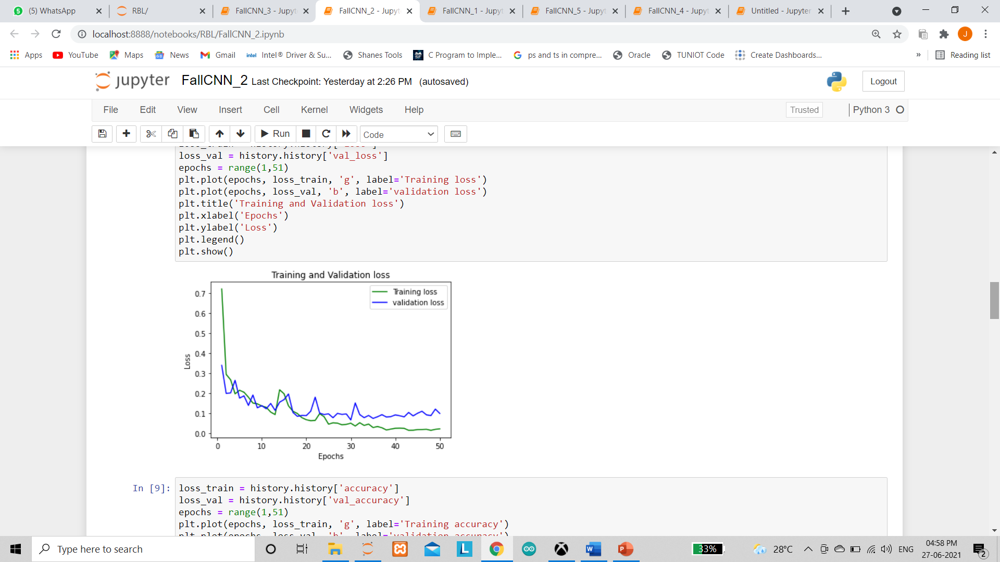 (5) WhatsApp
RBL/
FallCNN_3 - Jupyt
FallCNN_2 - Jupyt
FallCNN_1 - Jupyt
FallCNN_5 - Jupyt
FallCNN_4 - Jupyt
Untitled - Jupyter
localhost:8888/notebooks/RBL/FallCNN_2.ipynb
J
Apps
YouTube
Maps
News
Gmail
intel Intel® Driver & Su...
Shanes Tools
C Program to Imple...
ps and ts in compre...
Oracle
TUNIOT Code
Create Dashboards...
»
Reading list
jupyter FallCNN_2 Last Checkpoint: Yesterday at 2:26 PM (autosaved)
Logout
File Edit View Insert Cell Kernel Widgets Help
Trusted
Python 3
Run
Code
loss_val = history.history['val_loss']
epochs = range(1,51)
plt.plot(epochs, loss_train, 'g', label='Training loss')
plt.plot(epochs, loss_val, 'b', label='validation loss')
plt.title('Training and Validation loss')
plt.xlabel('Epochs')
plt.ylabel('Loss')
plt.legend()
plt.show()
Training and Validation loss
Training loss
validation loss
0.7
0.6
0.5
0.4
0.3
0.2
0.1
0.0
Loss
0 10 20 30 40 50
Epochs
In [9]:
loss_train = history.history['accuracy']
loss_val = history.history['val_accuracy']
epochs = range(1,51)
plt.plot(epochs, loss_train, 'g', label='Training accuracy')
plt.plot(epochs, loss_val, 'b', label='validation accuracy')
Type here to search
33%
28°C
ENG
04:58 PM
27-06-2021
2